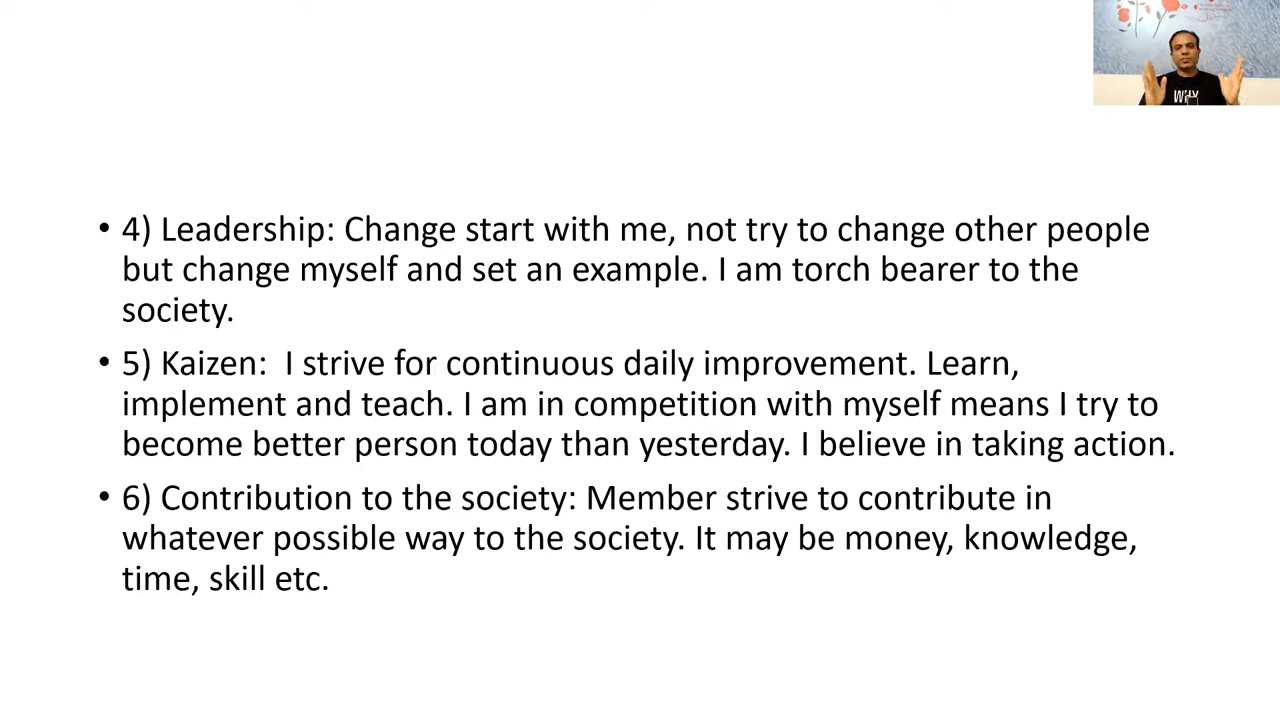 • 4) Leadership: Change start with me, not try to change other people
but change myself and set an example. I am torch bearer to the
society.
• 5) Kaizen:  I strive for continuous daily improvement. Learn,
implement and teach. I am in competition with myself means I try to
become better person today than yesterday. I believe in taking action.
• 6) Contribution to the society: Member strive to contribute in
whatever possible way to the society. It may be money, knowledge,
time, skill etc.